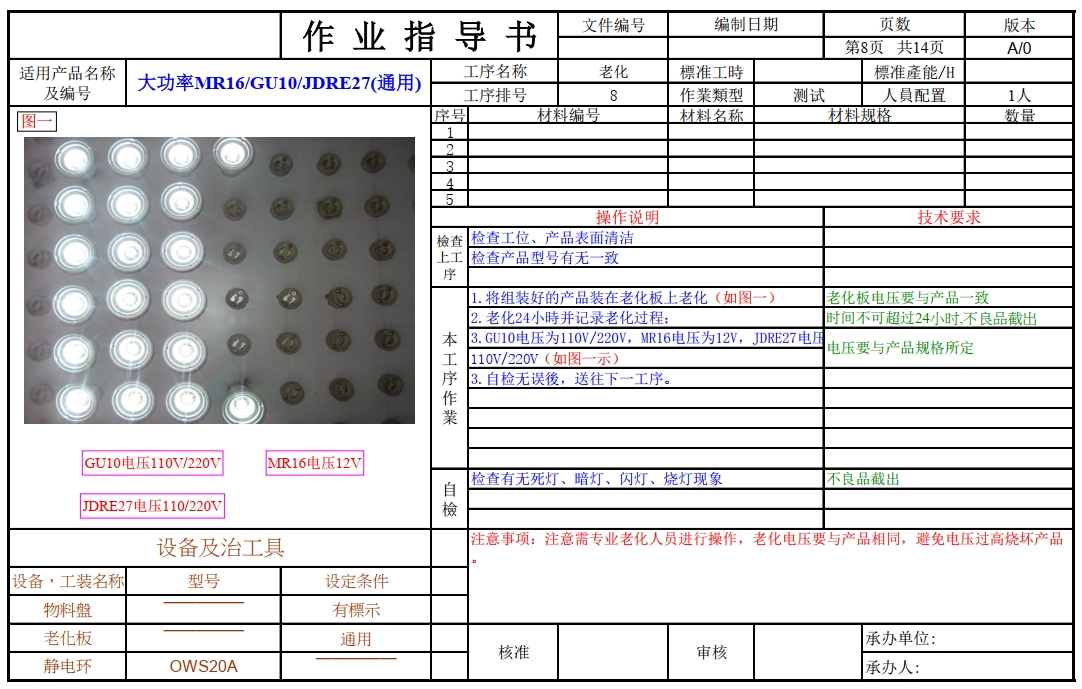 作业指导书
文件编号 编制日期 页数 版本
第8页 共14页 A/0
适用产品名称
及编号
大功率MR16/GU10/JDRE27(通用)
工序名称 老化 標准工時 標准產能/H
工序排号 8 作業類型 测试 人員配置 1人
图一
序号 材料编号 材料名称 材料规格 数量
1
2
3
4
5
操作说明 技术要求
檢查
上工
序
检查工位、产品表面清洁
检查产品型号有无一致
本
工
序
作
業
1.将组装好的产品装在老化板上老化（如图一） 老化板电压要与产品一致
2.老化24小時并记录老化过程； 时间不可超过24小时,不良品截出
3.GU10电压为110V/220V，MR16电压为12V，JDRE27电压
110V/220V（如图一示）
电压要与产品规格所定
3.自检无误後，送往下一工序。
GU10电压110V/220V MR16电压12V
JDRE27电压110/220V
自
檢
检查有无死灯、暗灯、闪灯、烧灯现象 不良品截出
设备及治工具
设备，工装名称 型号 设定条件
物料盤 ———— 有標示
老化板 ———— 通用
静电环 OWS20A ————
注意事项：注意需专业老化人员进行操作，老化电压要与产品相同，避免电压过高烧坏产品
。
核准 审核 承办单位:
承办人: